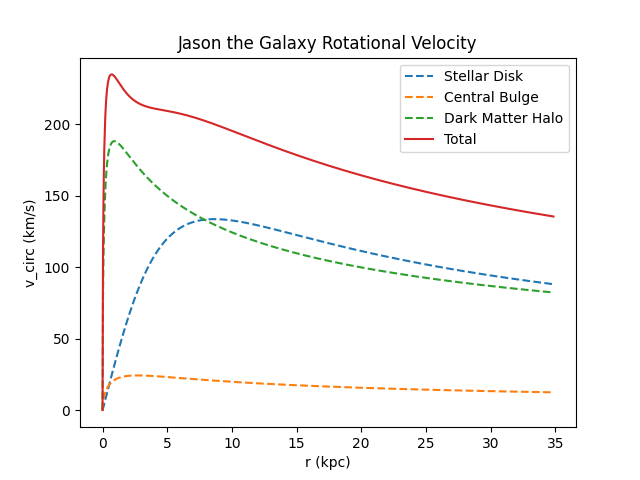 Jason the Galaxy Rotational Velocity
Stellar Disk
Central Bulge
Dark Matter Halo
Total
v_circ (km/s)
200
150
100
50
0
0 5 10 15 20 25 30 35
r (kpc)